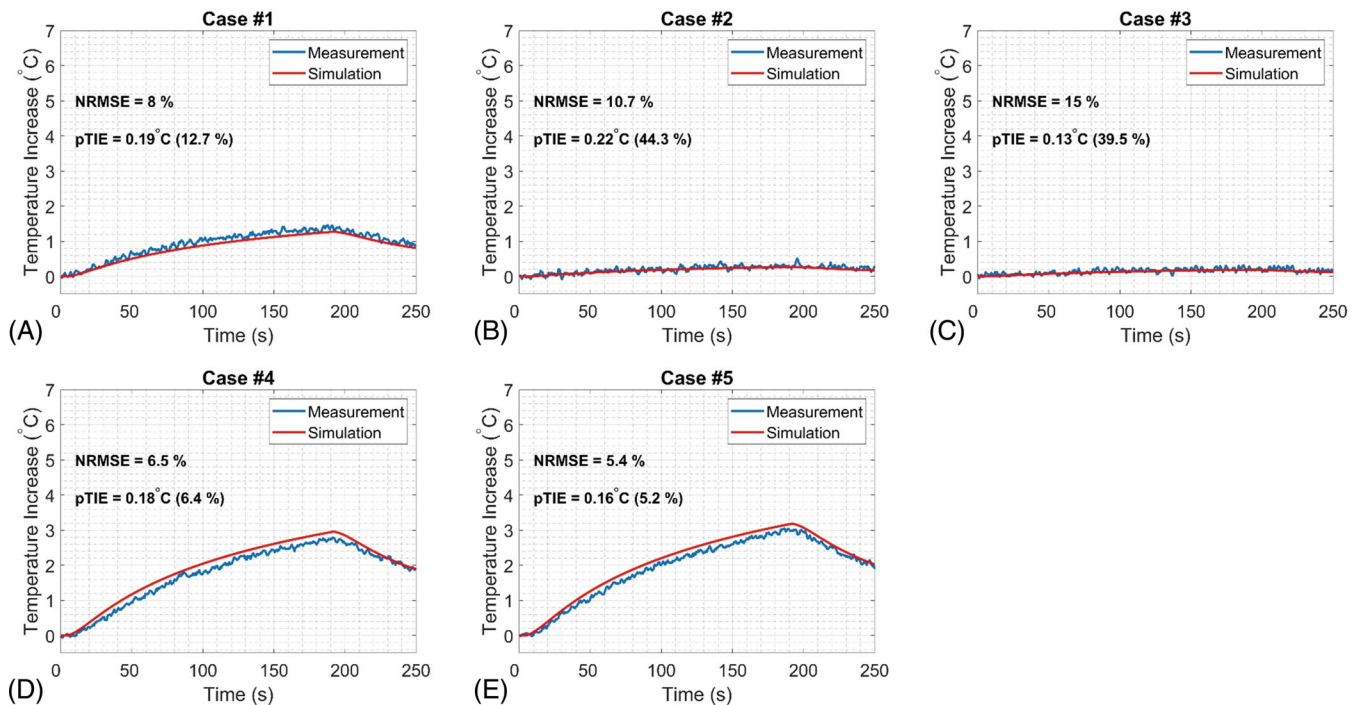 Case #1
Temperature Increase (°C)
7
6
5
4
3
2
1
0
Measurement
Simulation
NRMSE = 8 %
pTIE = 0.19°C (12.7 %)
0 50 100 150 200 250
Time (s)
(A)
Case #2
Temperature Increase (°C)
7
6
5
4
3
2
1
0
Measurement
Simulation
NRMSE = 10.7 %
pTIE = 0.22°C (44.3 %)
0 50 100 150 200 250
Time (s)
(B)
Case #3
Temperature Increase (°C)
7
6
5
4
3
2
1
0
Measurement
Simulation
NRMSE = 15 %
pTIE = 0.13°C (39.5 %)
0 50 100 150 200 250
Time (s)
(C)
Case #4
Temperature Increase (°C)
7
6
5
4
3
2
1
0
Measurement
Simulation
NRMSE = 6.5 %
pTIE = 0.18°C (6.4 %)
0 50 100 150 200 250
Time (s)
(D)
Case #5
Temperature Increase (°C)
7
6
5
4
3
2
1
0
Measurement
Simulation
NRMSE = 5.4 %
pTIE = 0.16°C (5.2 %)
0 50 100 150 200 250
Time (s)
(E)